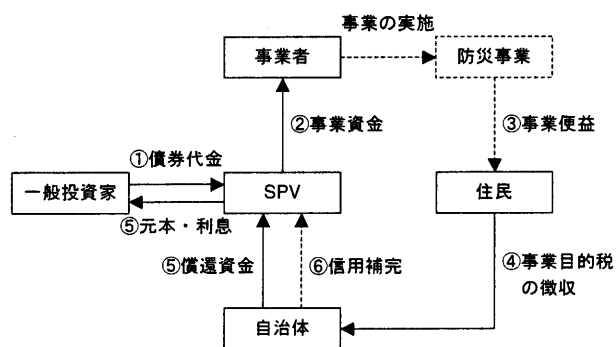 事業の実施
事業者
防災事業
②事業資金
③事業便益
①債券代金
一般投資家
SPV
住民
⑤元本・利息
⑤償還資金
⑥信用補完
④事業目的税
の徴収
自治体